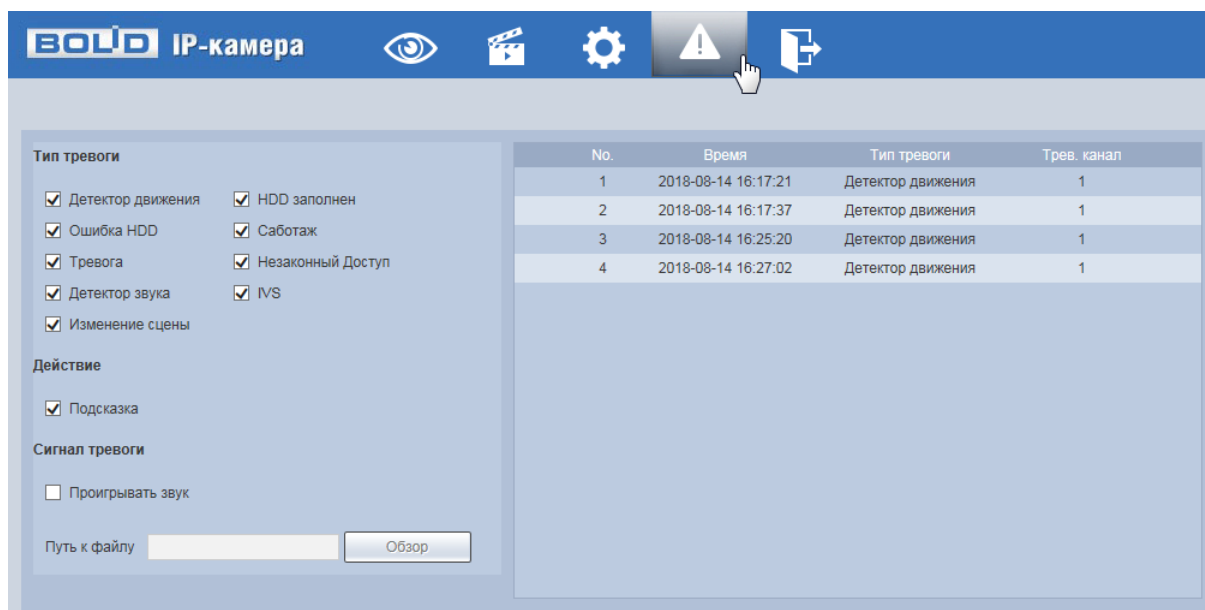 BOLID IP-камера
Тип тревоги
Детектор движения HDD заполнен
Ошибка HDD Саботаж
Тревога Незаконный Доступ
Детектор звука IVS
Изменение сцены
Действие
Подсказка
Сигнал тревоги
Проигрывать звук
Путь к файлу Обзор
No. Время Тип тревоги Трев. канал
1 2018-08-14 16:17:21 Детектор движения 1
2 2018-08-14 16:17:37 Детектор движения 1
3 2018-08-14 16:25:20 Детектор движения 1
4 2018-08-14 16:27:02 Детектор движения 1